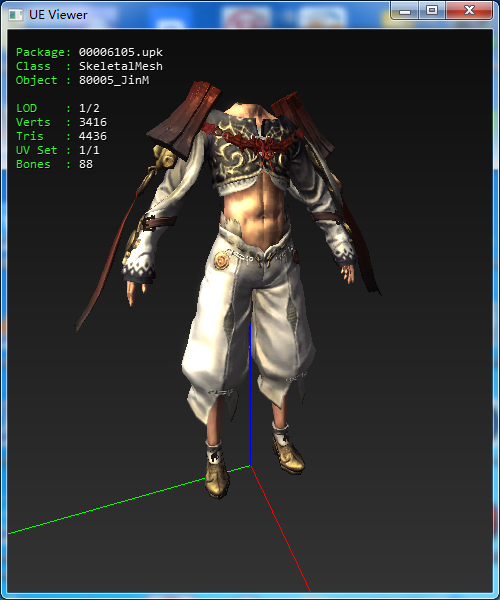 UE Viewer
Package: 00006105.upk
Class : SkeletalMesh
Object : 80005_JinM
LOD : 1/2
Verts : 3416
Tris : 4436
UV Set : 1/1
Bones : 88